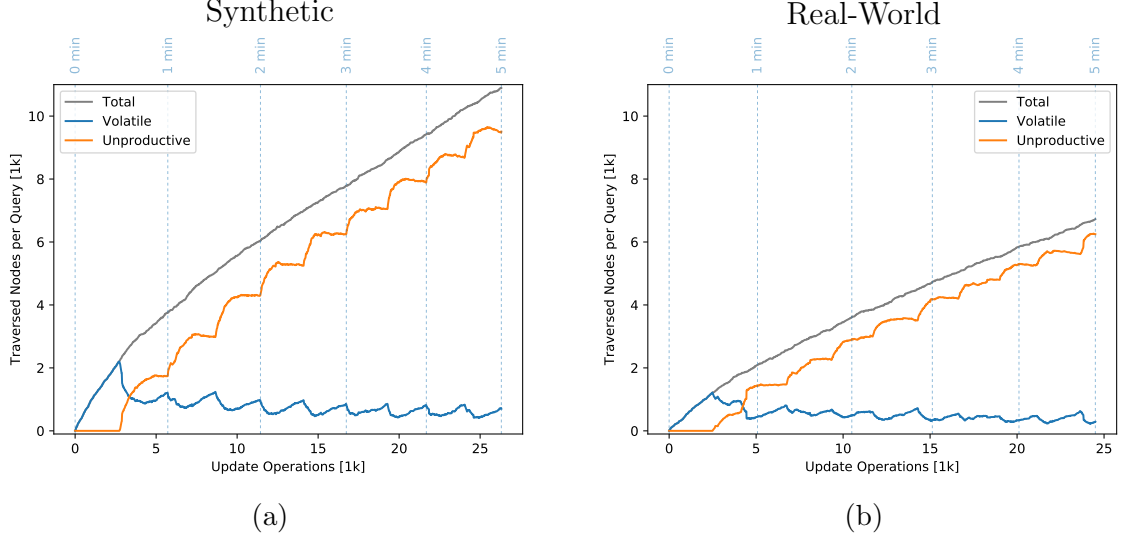 Synthetic
0 min 1 min 2 min 3 min 4 min 5 min
Total
Volatile
Unproductive
Traversed Nodes per Query [1k]
10
8
6
4
2
0
0 5 10 15 20 25
Update Operations [1k]
(a)
Real-World
0 min 1 min 2 min 3 min 4 min 5 min
Total
Volatile
Unproductive
Traversed Nodes per Query [1k]
10
8
6
4
2
0
0 5 10 15 20 25
Update Operations [1k]
(b)